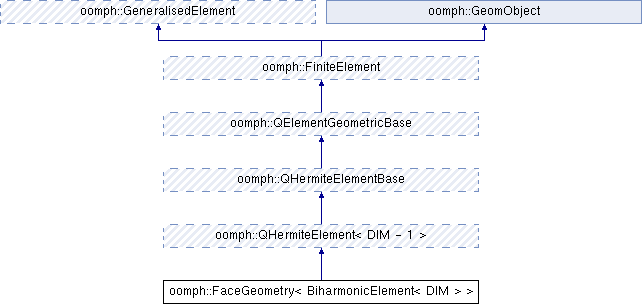 oomph::GeneralisedElement
oomph::GeomObject
oomph::FiniteElement
oomph::QElementGeometricBase
oomph::QHermiteElementBase
oomph::QHermiteElement< DIM - 1 >
oomph::FaceGeometry< BiharmonicElement< DIM > >